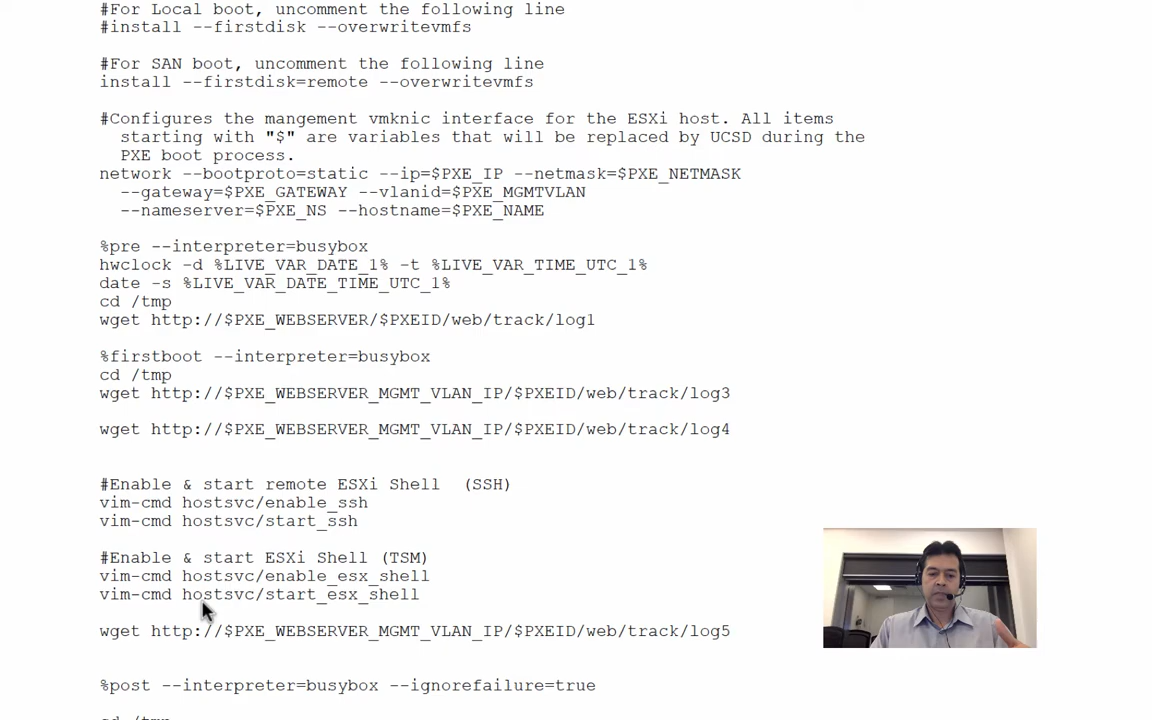 #For Local boot, uncomment the following line
#install --firstdisk --overwritevmfs
#For SAN boot, uncomment the following line
install --firstdisk=remote --overwritevmfs
#Configures the mangement vmknic interface for the ESXi host. All items
starting with "$" are variables that will be replaced by UCSD during the
PXE boot process.
network --bootproto=static --ip=$PXE_IP --netmask=$PXE_NETMASK
--gateway=$PXE_GATEWAY --vlanid=$PXE_MGMTVLAN
--nameserver=$PXE_NS --hostname=$PXE_NAME
%pre --interpreter=busybox
hwclock -d %LIVE_VAR_DATE_1% -t %LIVE_VAR_TIME_UTC_1%
date -s %LIVE_VAR_DATE_TIME_UTC_1%
cd /tmp
wget http://$PXE_WEBSERVER/$PXEID/web/track/log1
%firstboot --interpreter=busybox
cd /tmp
wget http://$PXE_WEBSERVER_MGMT_VLAN_IP/$PXEID/web/track/log3
wget http://$PXE_WEBSERVER_MGMT_VLAN_IP/$PXEID/web/track/log4
#Enable & start remote ESXi Shell  (SSH)
vim-cmd hostsvc/enable_ssh
vim-cmd hostsvc/start_ssh
#Enable & start ESXi Shell (TSM)
vim-cmd hostsvc/enable_esx_shell
vim-cmd hostsvc/start_esx_shell
wget http://$PXE_WEBSERVER_MGMT_VLAN_IP/$PXEID/web/track/log5
%post --interpreter=busybox --ignorefailure=true
cd /tmp